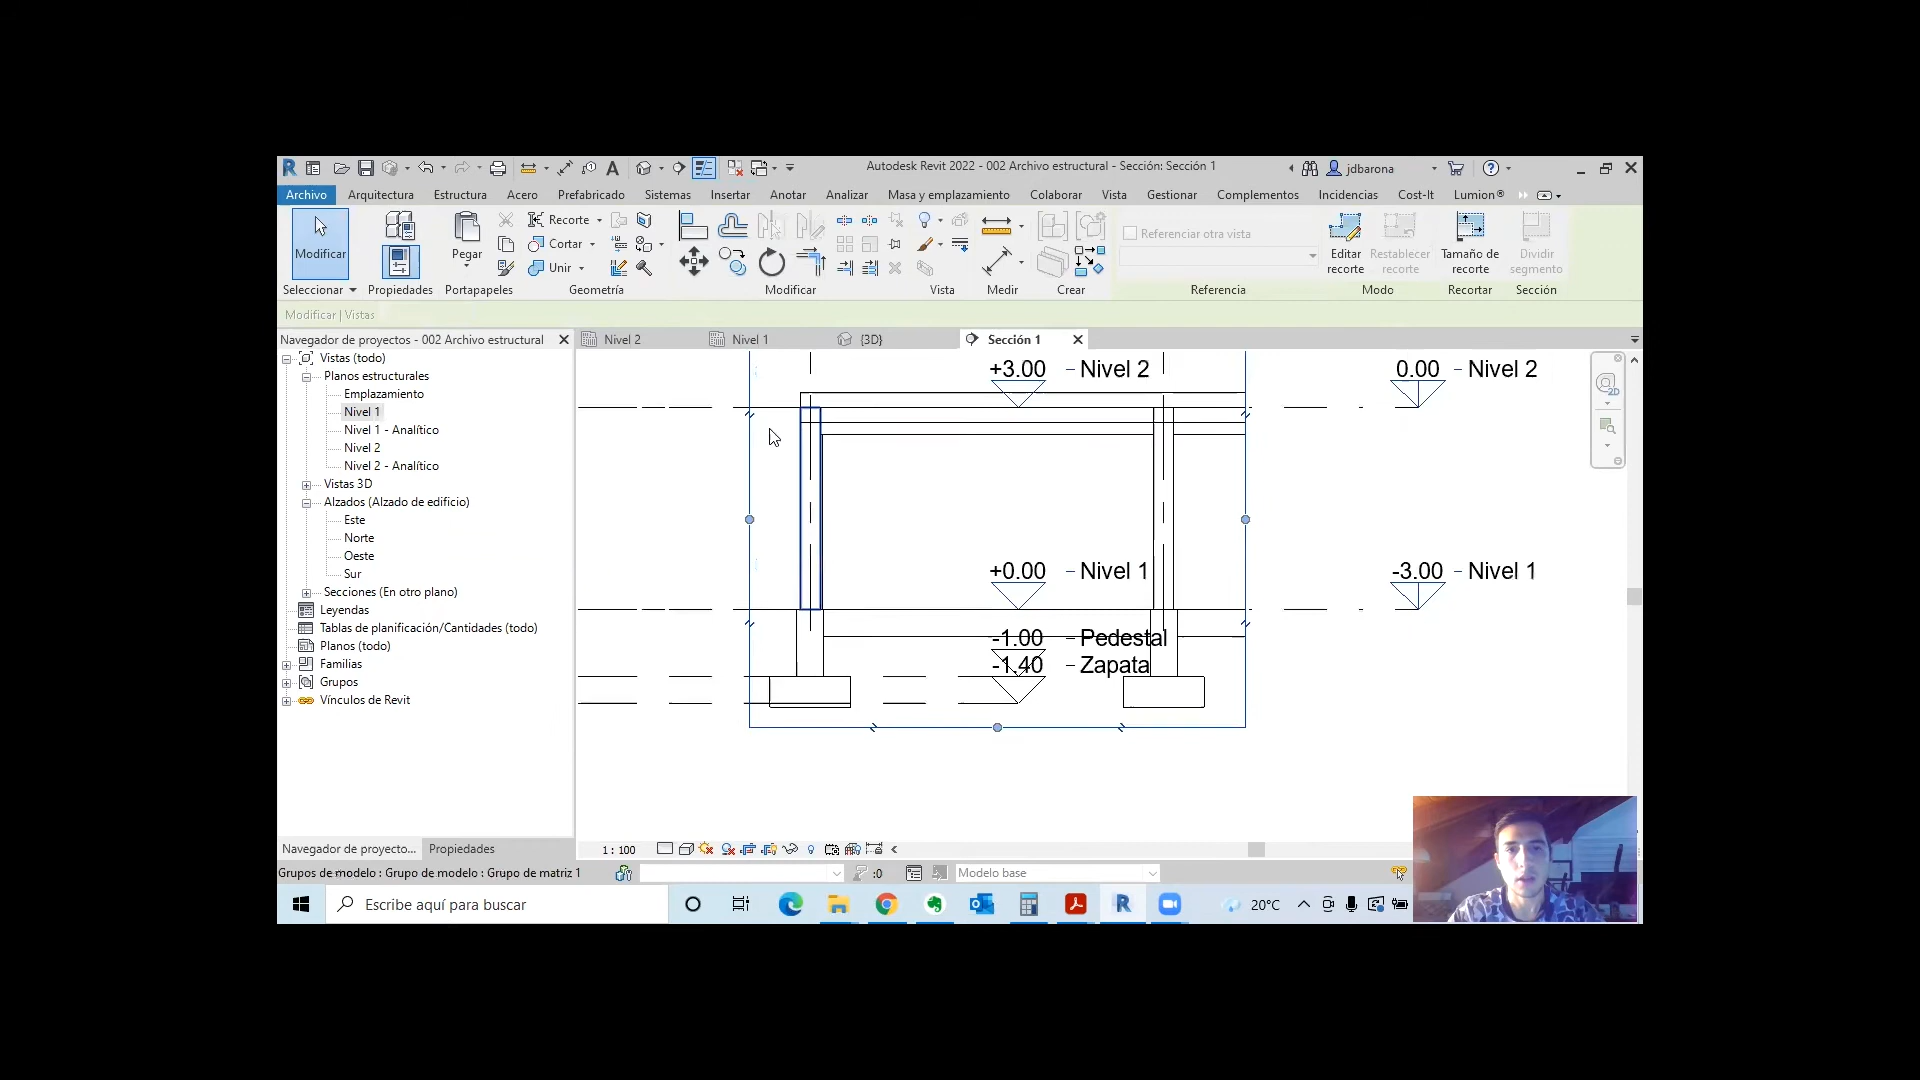 Autodesk Revit 2022 - 002 Archivo estructural - Sección: Sección 1
jdbarona
Archivo Arquitectura Estructura Acero Prefabricado Sistemas Insertar Anotar Analizar Masa y emplazamiento Colaborar Vista Gestionar Complementos Incidencias Cost-It Lumion®
Modificar
Pegar
Recorte
Cortar
Unir
Referenciar otra vista
Editar recorte
Restablecer recorte
Tamaño de recorte
Dividir segmento
Seleccionar Propiedades Portapapeles Geometría Modificar Vista Medir Crear Referencia Modo Recortar Sección
Modificar | Vistas
Navegador de proyectos - 002 Archivo estructural
Nivel 2 Nivel 1 {3D} Sección 1
Vistas (todo)
Planos estructurales
Emplazamiento
Nivel 1
Nivel 1 - Analítico
Nivel 2
Nivel 2 - Analítico
Vistas 3D
Alzados (Alzado de edificio)
Este
Norte
Oeste
Sur
Secciones (En otro plano)
Leyendas
Tablas de planificación/Cantidades (todo)
Planos (todo)
Familias
Grupos
Vínculos de Revit
+3.00 - Nivel 2
0.00 - Nivel 2
+0.00 - Nivel 1
-3.00 - Nivel 1
-1.00 - Pedestal
-1.40 - Zapata
2D
Navegador de proyecto... Propiedades
1 : 100
Grupos de modelo : Grupo de modelo : Grupo de matriz 1
:0
Modelo base
Escribe aquí para buscar
20°C